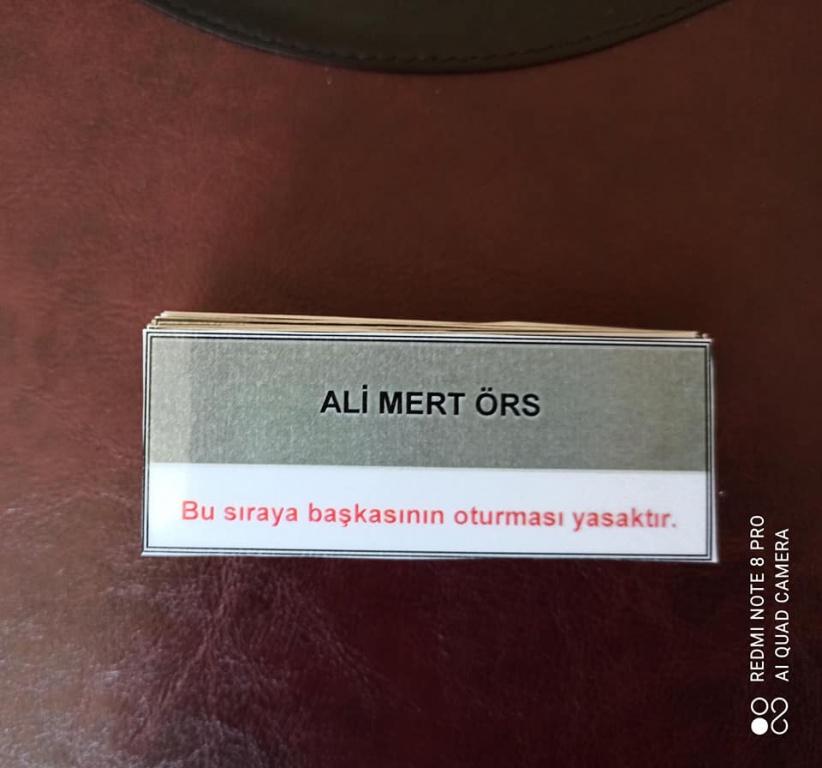 ALİ MERT ÖRS
Bu sıraya başkasının oturması yasaktır.
REDMI NOTE 8 PRO
AI QUAD CAMERA